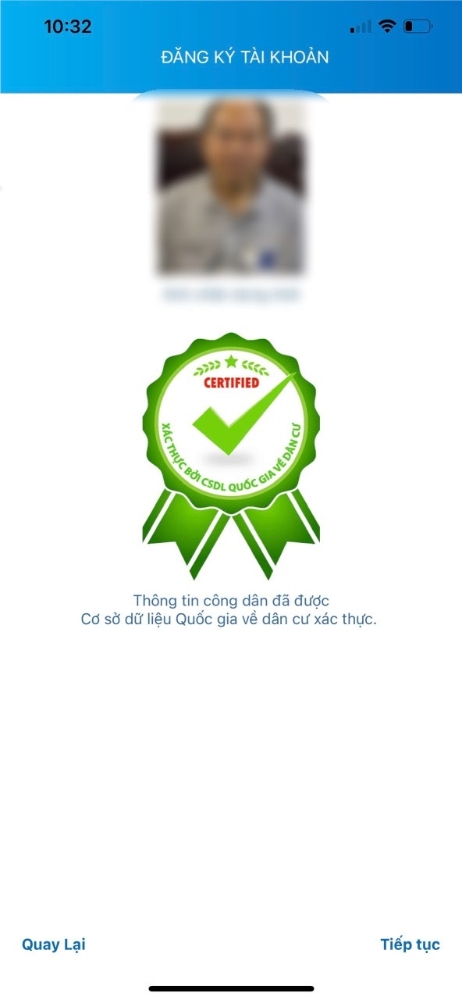 10:32
ĐĂNG KÝ TÀI KHOẢN
CERTIFIED
XÁC THỰC BỞI CSDL QUỐC GIA VỀ DÂN CƯ
Thông tin công dân đã được
Cơ sở dữ liệu Quốc gia về dân cư xác thực.
Quay Lại
Tiếp tục